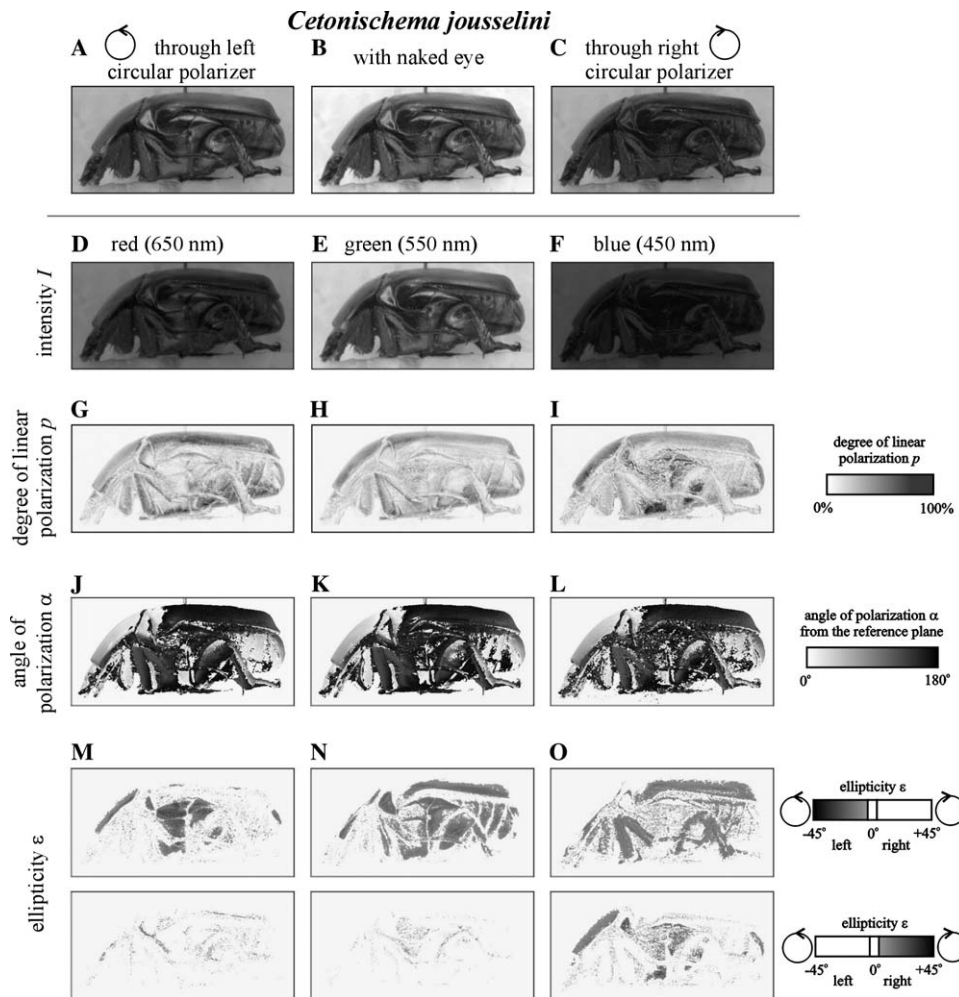 Cetonischema jousselini
A through left
circular polarizer
B with naked eye
C through right
circular polarizer
D red (650 nm)
E green (550 nm)
F blue (450 nm)
intensity I
G
H
I
degree of linear
polarization p
degree of linear
polarization p
0% 100%
J
K
L
angle of
polarization α
angle of polarization α
from the reference plane
0° 180°
M
N
O
ellipticity ε
ellipticity ε
-45° 0° +45°
left right
ellipticity ε
-45° 0° +45°
left right